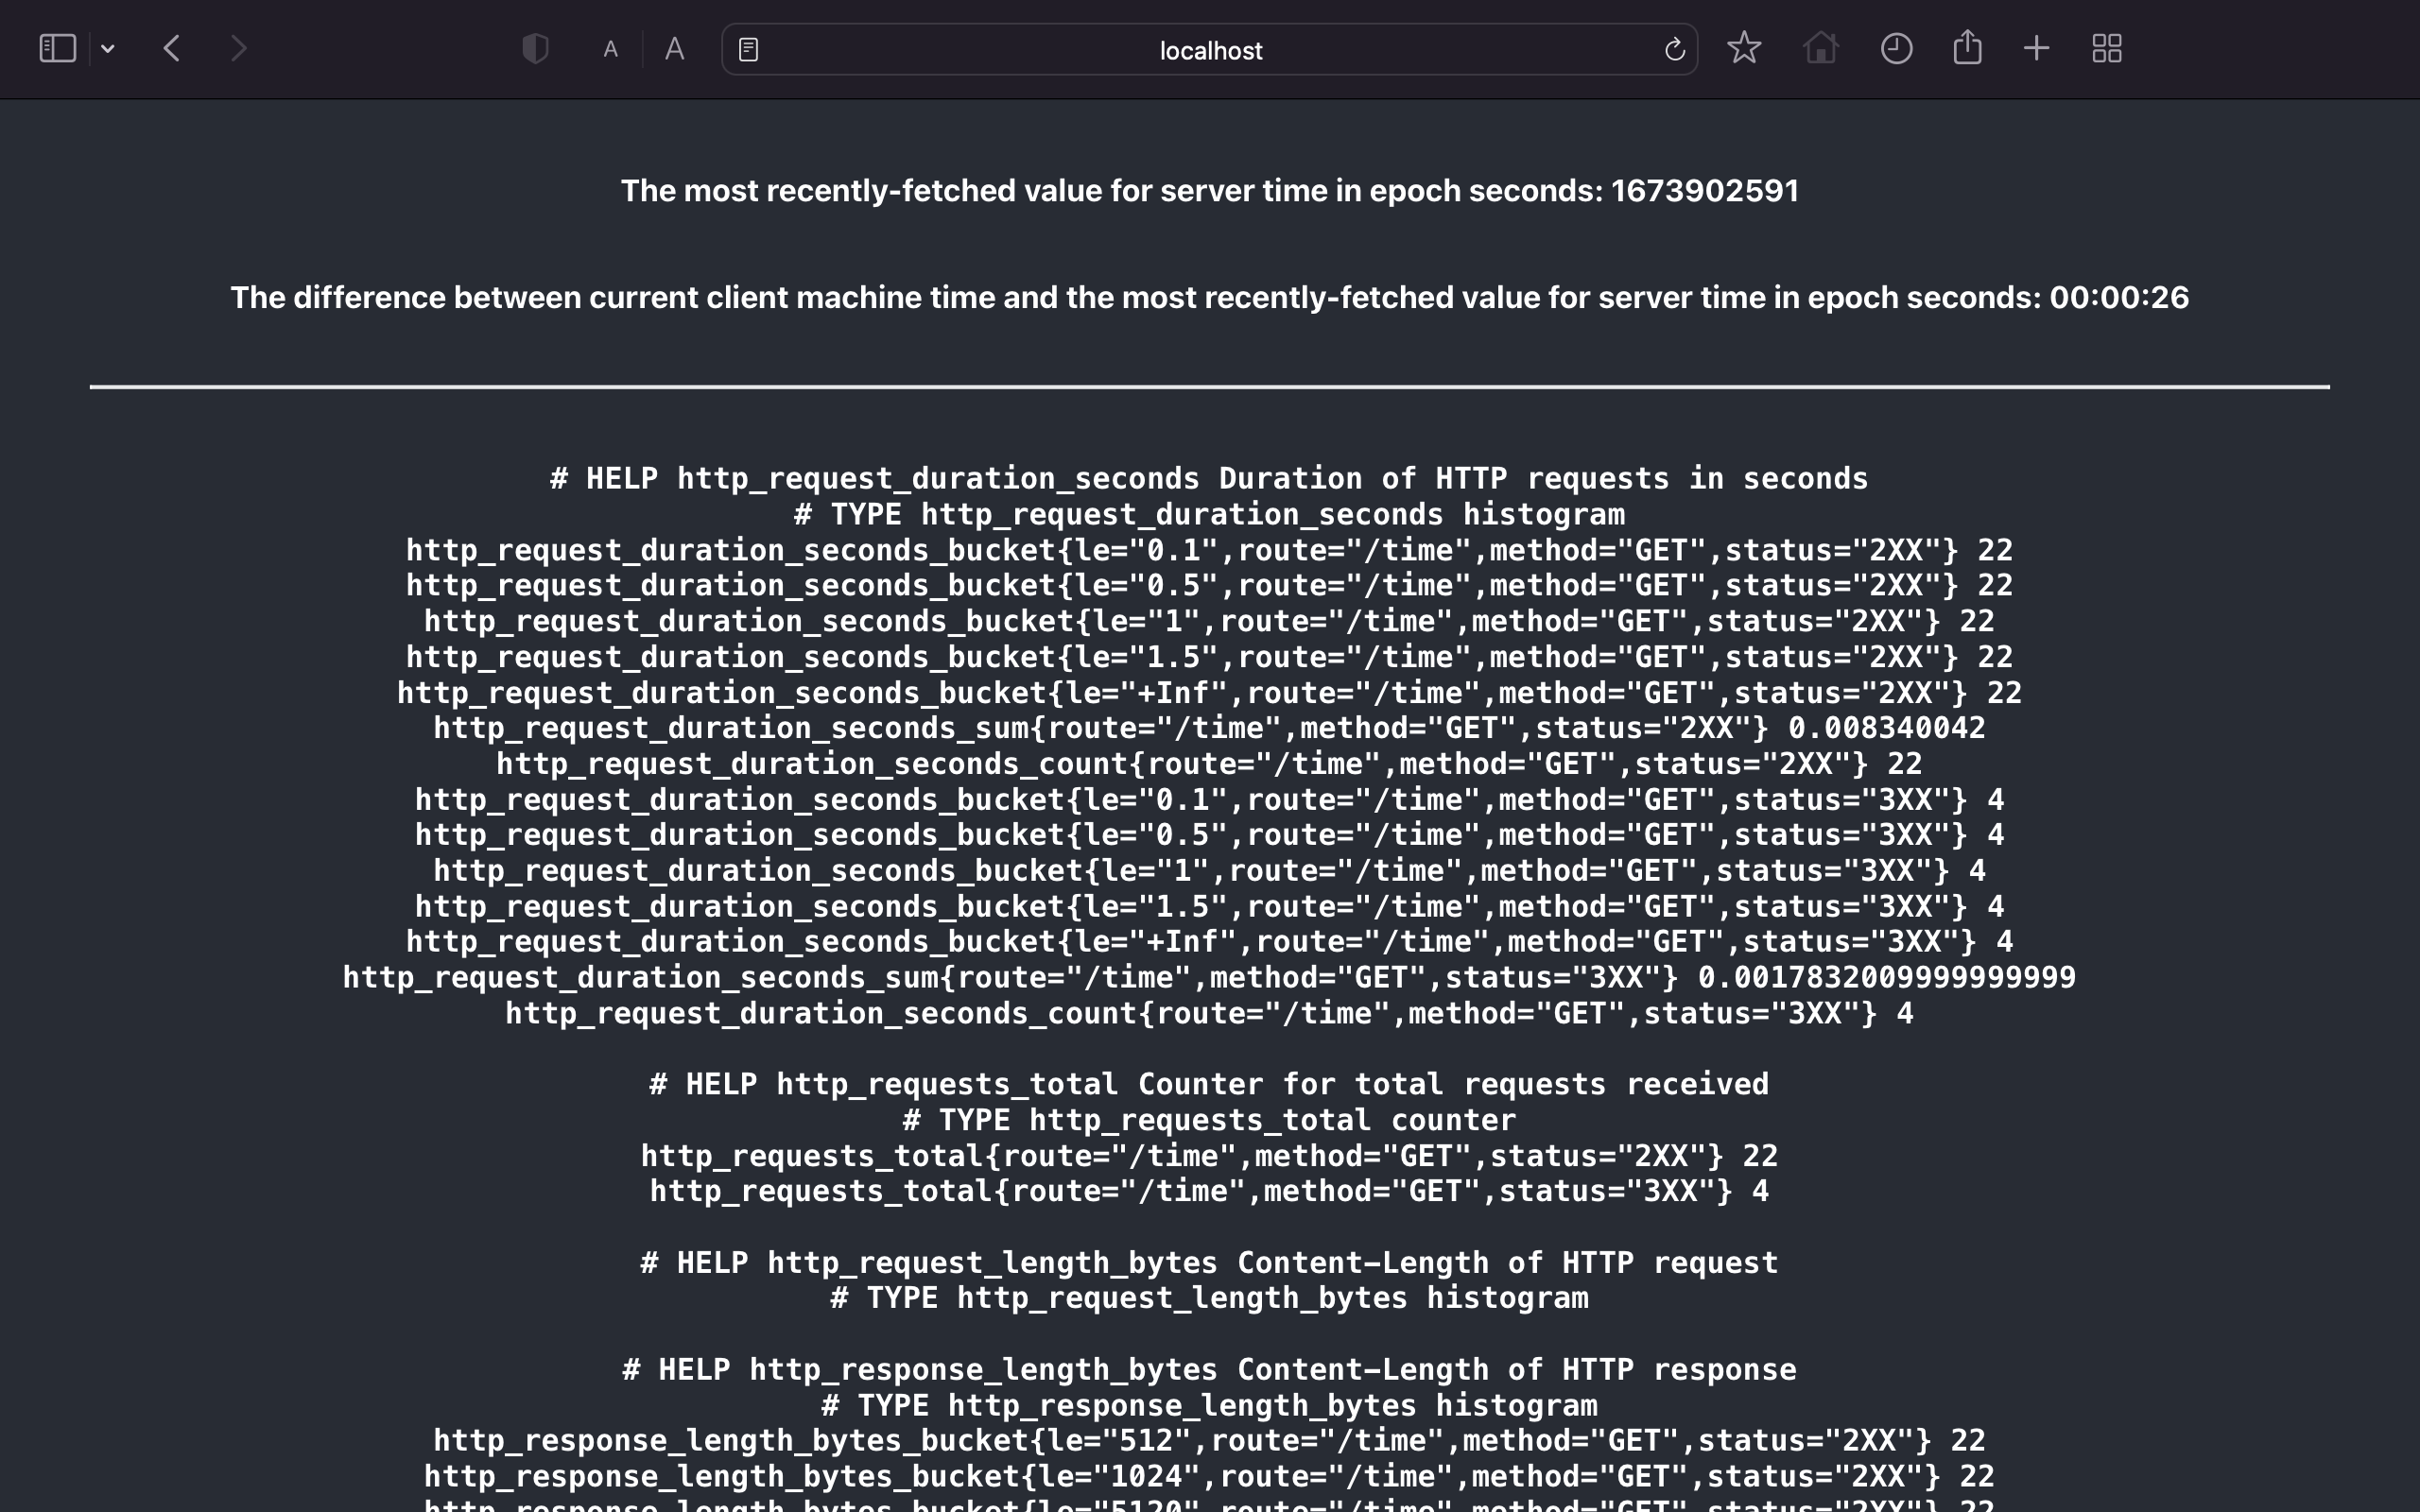 A A localhost
The most recently-fetched value for server time in epoch seconds: 1673902591
The difference between current client machine time and the most recently-fetched value for server time in epoch seconds: 00:00:26
# HELP http_request_duration_seconds Duration of HTTP requests in seconds
# TYPE http_request_duration_seconds histogram
http_request_duration_seconds_bucket{le="0.1",route="/time",method="GET",status="2XX"} 22
http_request_duration_seconds_bucket{le="0.5",route="/time",method="GET",status="2XX"} 22
http_request_duration_seconds_bucket{le="1",route="/time",method="GET",status="2XX"} 22
http_request_duration_seconds_bucket{le="1.5",route="/time",method="GET",status="2XX"} 22
http_request_duration_seconds_bucket{le="+Inf",route="/time",method="GET",status="2XX"} 22
http_request_duration_seconds_sum{route="/time",method="GET",status="2XX"} 0.008340042
http_request_duration_seconds_count{route="/time",method="GET",status="2XX"} 22
http_request_duration_seconds_bucket{le="0.1",route="/time",method="GET",status="3XX"} 4
http_request_duration_seconds_bucket{le="0.5",route="/time",method="GET",status="3XX"} 4
http_request_duration_seconds_bucket{le="1",route="/time",method="GET",status="3XX"} 4
http_request_duration_seconds_bucket{le="1.5",route="/time",method="GET",status="3XX"} 4
http_request_duration_seconds_bucket{le="+Inf",route="/time",method="GET",status="3XX"} 4
http_request_duration_seconds_sum{route="/time",method="GET",status="3XX"} 0.0017832009999999999
http_request_duration_seconds_count{route="/time",method="GET",status="3XX"} 4
# HELP http_requests_total Counter for total requests received
# TYPE http_requests_total counter
http_requests_total{route="/time",method="GET",status="2XX"} 22
http_requests_total{route="/time",method="GET",status="3XX"} 4
# HELP http_request_length_bytes Content-Length of HTTP request
# TYPE http_request_length_bytes histogram
# HELP http_response_length_bytes Content-Length of HTTP response
# TYPE http_response_length_bytes histogram
http_response_length_bytes_bucket{le="512",route="/time",method="GET",status="2XX"} 22
http_response_length_bytes_bucket{le="1024",route="/time",method="GET",status="2XX"} 22
http_response_length_bytes_bucket{le="5120",route="/time",method="GET",status="2XX"} 22